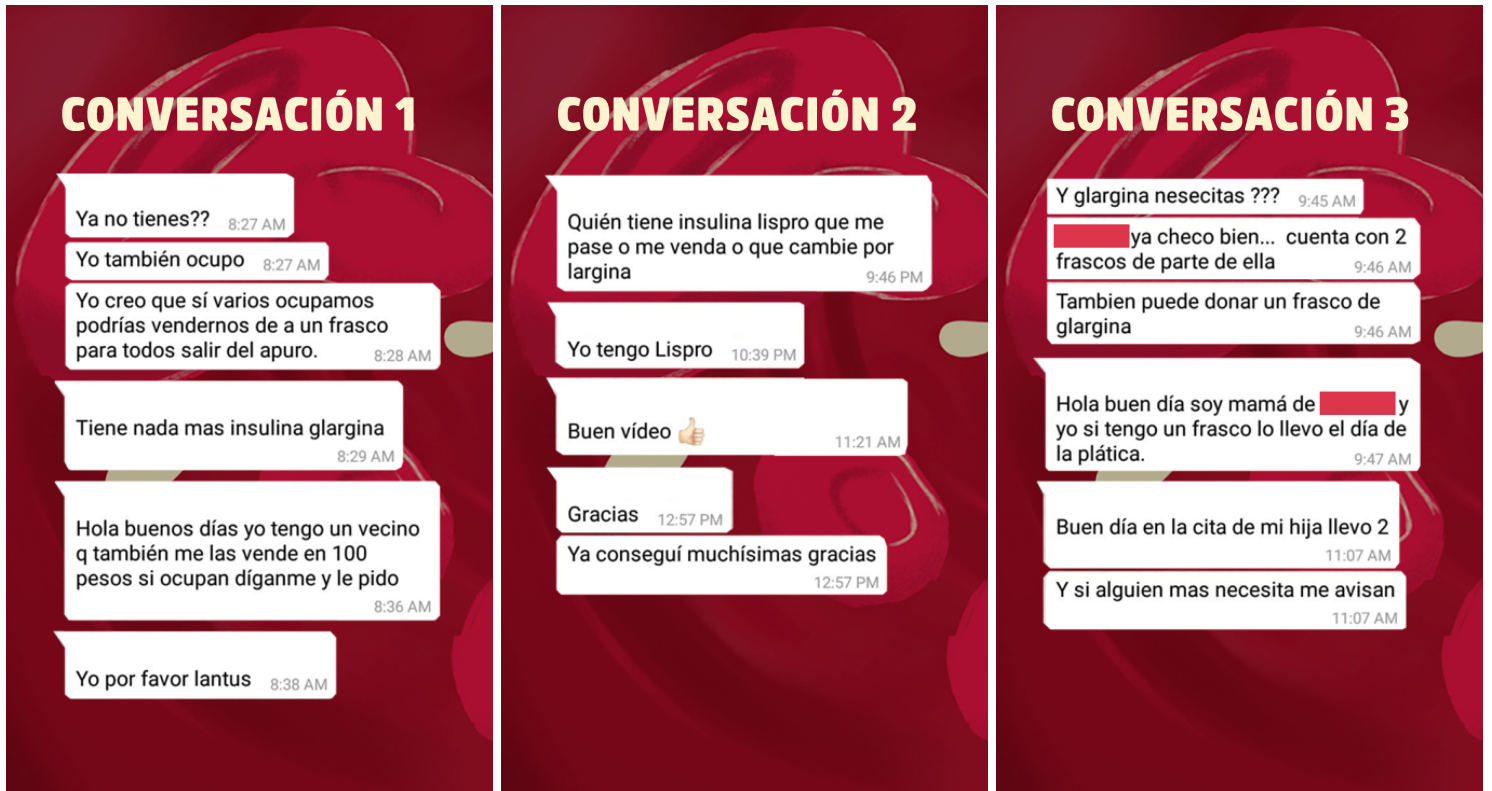 CONVERSACIÓN 1
Ya no tienes?? 8:27 AM
Yo también ocupo 8:27 AM
Yo creo que sí varios ocupamos
podrías vendernos de a un frasco
para todos salir del apuro. 8:28 AM
Tiene nada mas insulina glargina
8:29 AM
Hola buenos días yo tengo un vecino
q también me las vende en 100
pesos si ocupan díganme y le pido
8:36 AM
Yo por favor lantus 8:38 AM
CONVERSACIÓN 2
Quién tiene insulina lispro que me
pase o me venda o que cambie por
largina 9:46 PM
Yo tengo Lispro 10:39 PM
Buen vídeo 👍🏻 11:21 AM
Gracias 12:57 PM
Ya conseguí muchísimas gracias
12:57 PM
CONVERSACIÓN 3
Y glargina nesecitas ??? 9:45 AM
ya checo bien... cuenta con 2
frascos de parte de ella 9:46 AM
Tambien puede donar un frasco de
glargina 9:46 AM
Hola buen día soy mamá de y
yo si tengo un frasco lo llevo el día de
la plática. 9:47 AM
Buen día en la cita de mi hija llevo 2
11:07 AM
Y si alguien mas necesita me avisan
11:07 AM